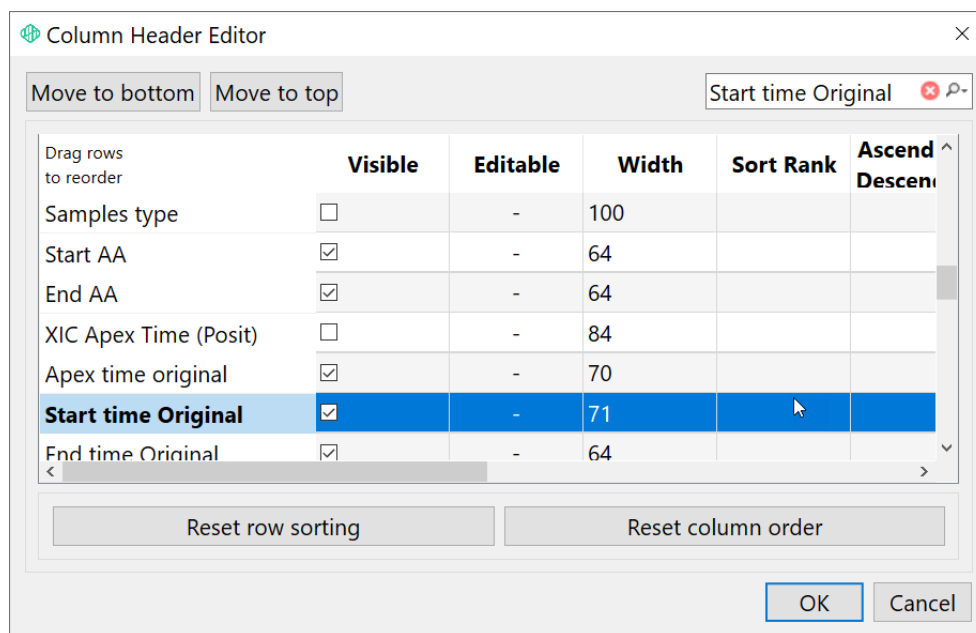 Column Header Editor
Move to bottom Move to top Start time Original
Drag rows
to reorder
Visible Editable Width Sort Rank Ascend
Descen
Samples type - 100
Start AA - 64
End AA - 64
XIC Apex Time (Posit) - 84
Apex time original - 70
Start time Original - 71
End time Original - 64
Reset row sorting Reset column order
OK Cancel